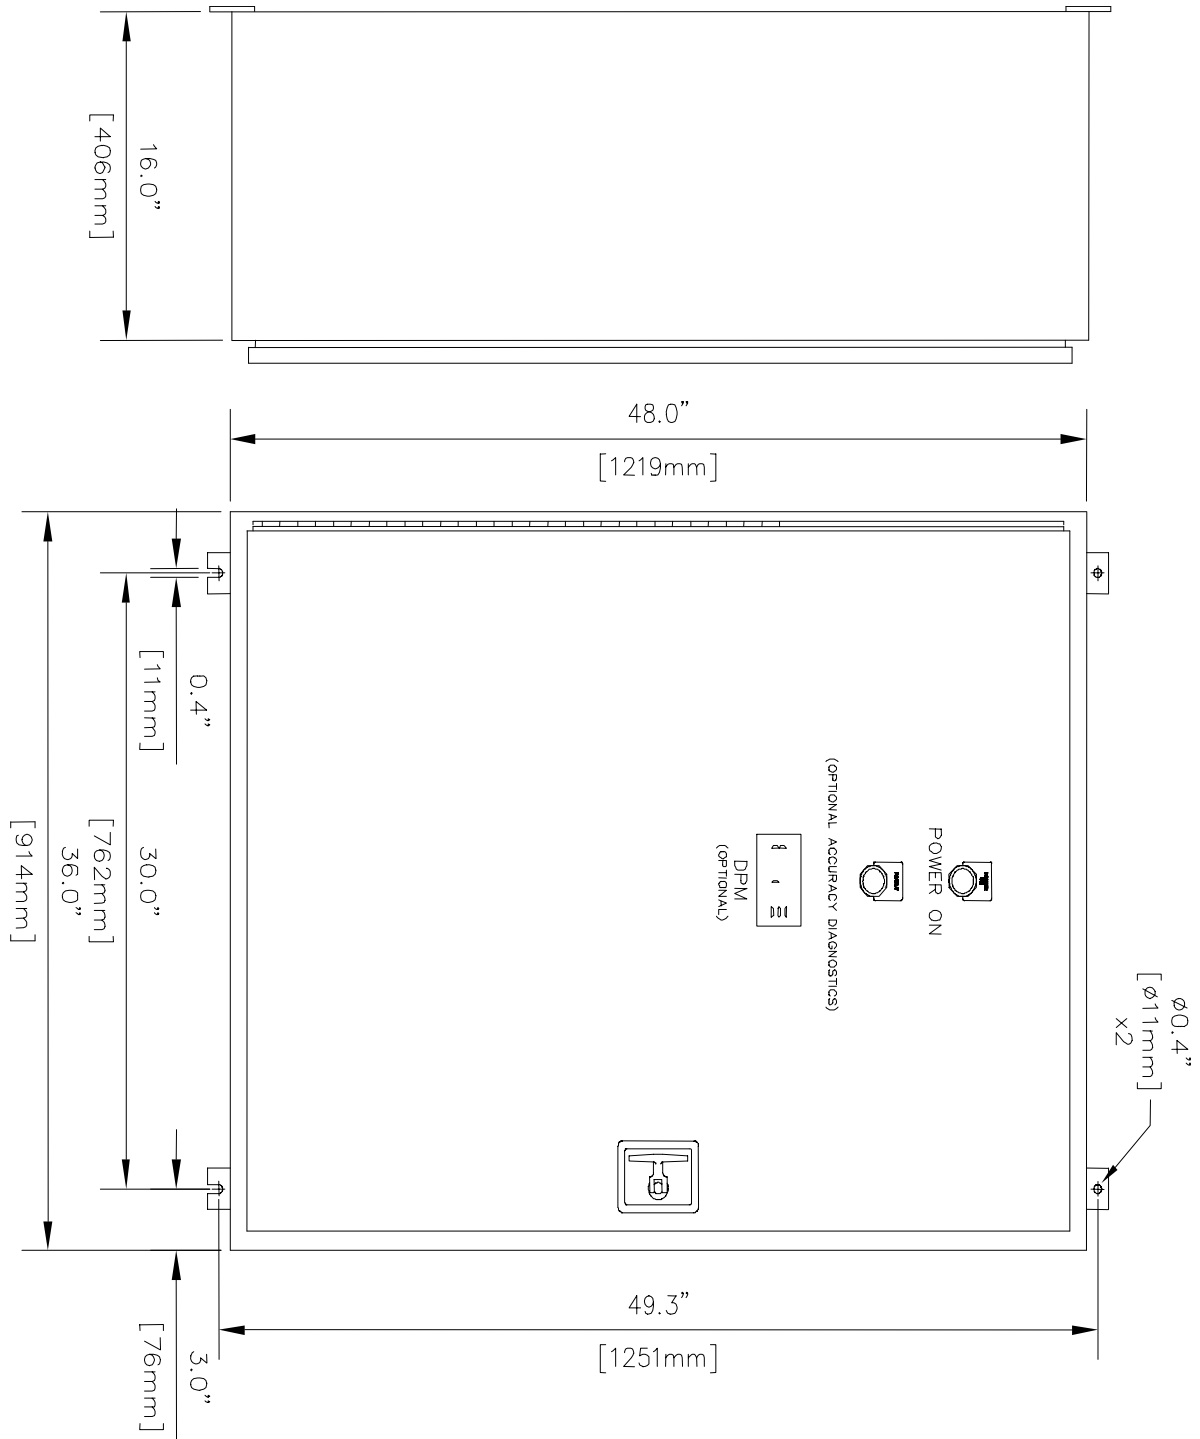 16.0”
[406mm]
48.0”
[1219mm]
0.4”
[11mm]
30.0”
[762mm]
36.0”
[914mm]
POWER ON
(OPTIONAL ACCURACY DIAGNOSTICS)
DPM
(OPTIONAL)
ø0.4”
[ø11mm]
x2
49.3”
[1251mm]
3.0”
[76mm]